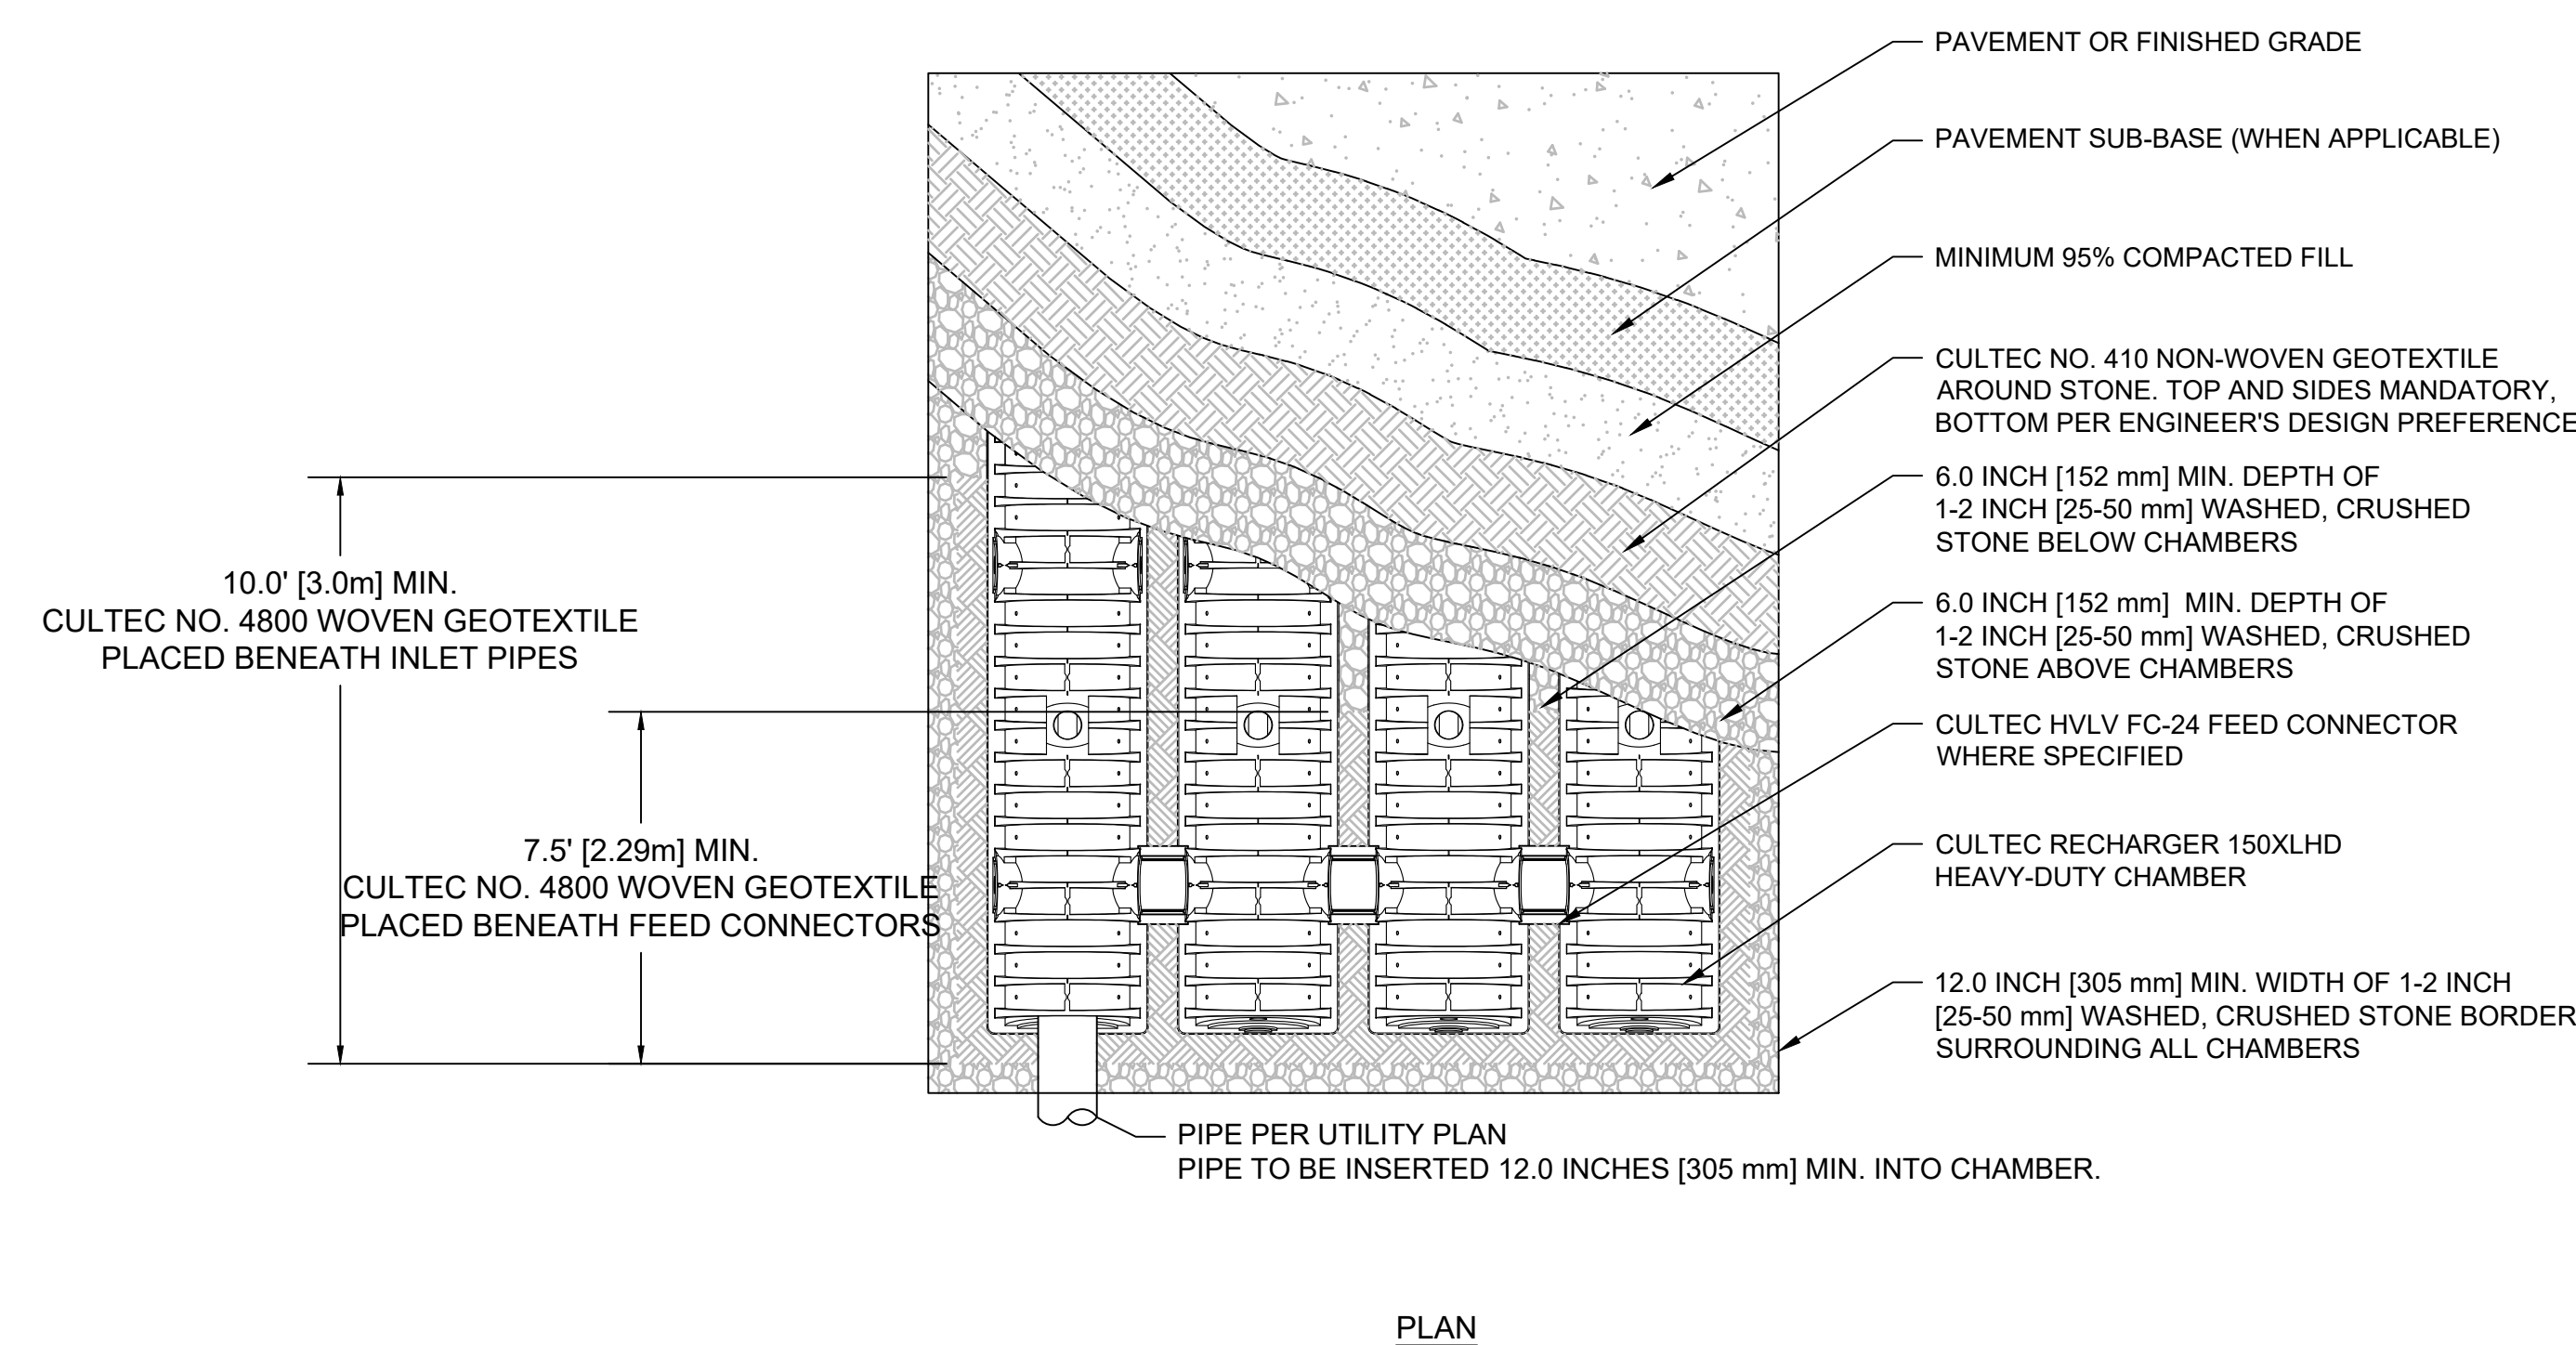 PAVEMENT OR FINISHED GRADE
PAVEMENT SUB-BASE (WHEN APPLICABLE)
MINIMUM 95% COMPACTED FILL
CULTEC NO. 410 NON-WOVEN GEOTEXTILE
AROUND STONE. TOP AND SIDES MANDATORY,
BOTTOM PER ENGINEER'S DESIGN PREFERENCE
6.0 INCH [152 mm] MIN. DEPTH OF
1-2 INCH [25-50 mm] WASHED, CRUSHED
STONE BELOW CHAMBERS
6.0 INCH [152 mm] MIN. DEPTH OF
1-2 INCH [25-50 mm] WASHED, CRUSHED
STONE ABOVE CHAMBERS
CULTEC HVLV FC-24 FEED CONNECTOR
WHERE SPECIFIED
CULTEC RECHARGER 150XLHD
HEAVY-DUTY CHAMBER
12.0 INCH [305 mm] MIN. WIDTH OF 1-2 INCH
[25-50 mm] WASHED, CRUSHED STONE BORDER
SURROUNDING ALL CHAMBERS
10.0' [3.0m] MIN.
CULTEC NO. 4800 WOVEN GEOTEXTILE
PLACED BENEATH INLET PIPES
7.5' [2.29m] MIN.
CULTEC NO. 4800 WOVEN GEOTEXTILE
PLACED BENEATH FEED CONNECTORS
PIPE PER UTILITY PLAN
PIPE TO BE INSERTED 12.0 INCHES [305 mm] MIN. INTO CHAMBER.
PLAN